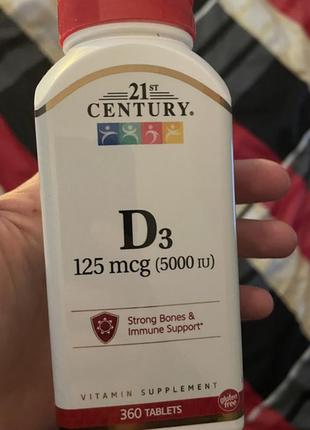 21ST
CENTURY®
D3
125 mcg (5000 IU)
Strong Bones &
Immune Support*
VITAMIN SUPPLEMENT
360 TABLETS
gluten
free